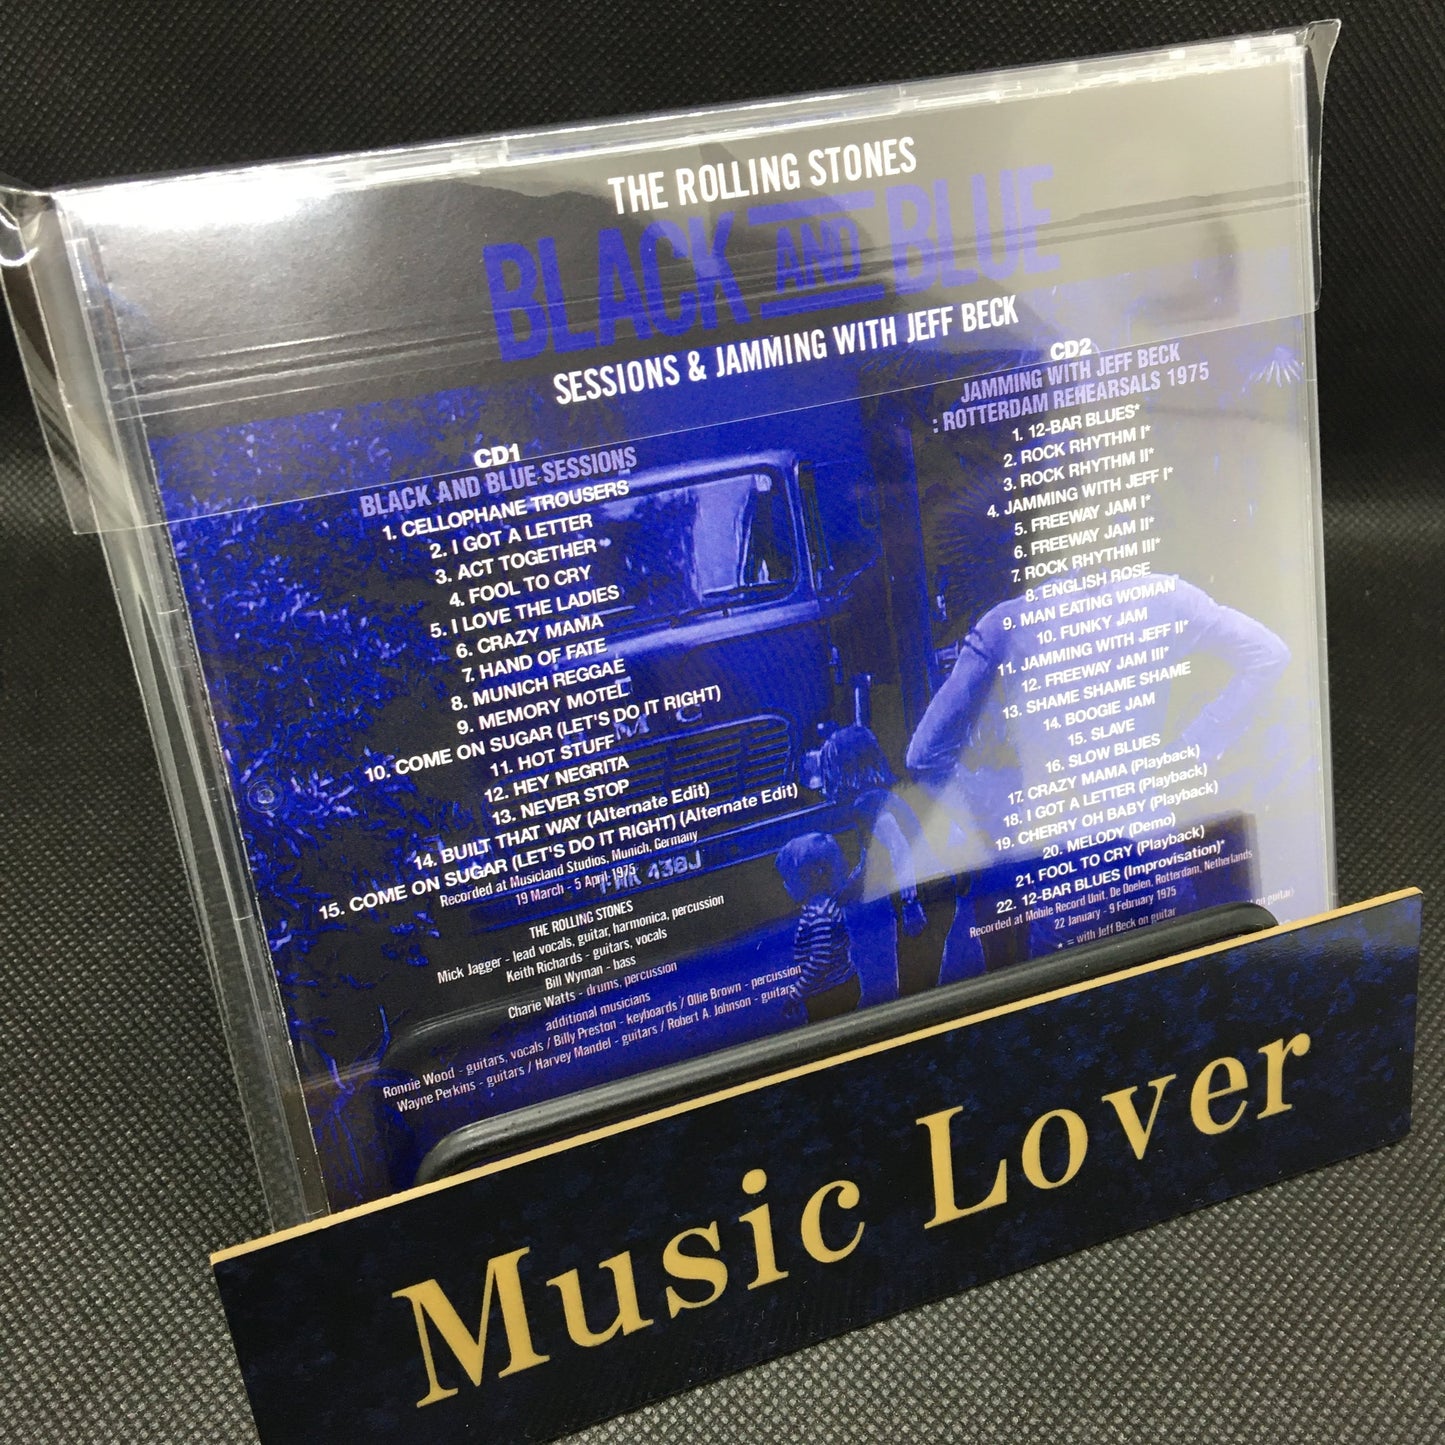 THE ROLLING STONES
BLACK AND BLUE
SESSIONS & JAMMING WITH JEFF BECK
CD1
BLACK AND BLUE SESSIONS
1. CELLOPHANE TROUSERS
2. I GOT A LETTER
3. ACT TOGETHER
4. FOOL TO CRY
5. I LOVE THE LADIES
6. CRAZY MAMA
7. HAND OF FATE
8. MUNICH REGGAE
9. MEMORY MOTEL
10. COME ON SUGAR (LET'S DO IT RIGHT)
11. HOT STUFF
12. HEY NEGRITA
13. NEVER STOP
14. BUILT THAT WAY (Alternate Edit)
15. COME ON SUGAR (LET'S DO IT RIGHT) (Alternate Edit)
Recorded at Musicland Studios, Munich, Germany
19 March - 5 April 1975
THE ROLLING STONES
Mick Jagger - lead vocals, guitar, harmonica, percussion
Keith Richards - guitars, vocals
Bill Wyman - bass
Charie Watts - drums, percussion
additional musicians
Ronnie Wood - guitars, vocals / Billy Preston - keyboards / Ollie Brown - percussion
Wayne Perkins - guitars / Harvey Mandel - guitars / Robert A. Johnson - guitars
CD2
JAMMING WITH JEFF BECK
: ROTTERDAM REHEARSALS 1975
1. 12-BAR BLUES*
2. ROCK RHYTHM I*
3. ROCK RHYTHM II*
4. JAMMING WITH JEFF I*
5. FREEWAY JAM I*
6. FREEWAY JAM II*
7. ROCK RHYTHM III*
8. ENGLISH ROSE
9. MAN EATING WOMAN
10. FUNKY JAM
11. JAMMING WITH JEFF II*
12. FREEWAY JAM III*
13. SHAME SHAME SHAME
14. BOOGIE JAM
15. SLAVE
16. SLOW BLUES
17. CRAZY MAMA (Playback)
18. I GOT A LETTER (Playback)
19. CHERRY OH BABY (Playback)
20. MELODY (Demo)
21. FOOL TO CRY (Playback)
22. 12-BAR BLUES (Improvisation)*
Recorded at Mobile Record Unit, De Doelen, Rotterdam, Netherlands
22 January - 9 February 1975
* = with Jeff Beck on guitar
on guitar)
MC
438J
Music Lover